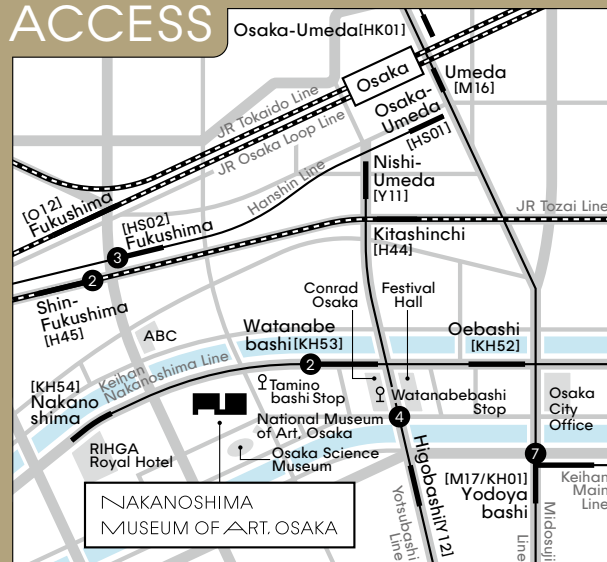 ACCESS
Osaka-Umeda[HK01]
Osaka
Umeda
[M16]
Osaka-
Umeda
[HS01]
JR Tokaido Line
JR Osaka Loop Line
Hanshin Line
Nishi-
Umeda
[Y11]
JR Tozai Line
[O12]
Fukushima
[HS02]
Fukushima
3
Kitashinchi
[H44]
2
Shin-
Fukushima
[H45]
Conrad
Osaka
Festival
Hall
ABC
Watanabe
bashi[KH53]
Oebashi
[KH52]
2
Keihan
Nakanoshima Line
[KH54]
Nakano
shima
Tamino
bashi Stop
Watanabebashi
Stop
Osaka
City
Office
4
National Museum
of Art, Osaka
RIHGA
Royal Hotel
Osaka Science
Museum
Higobashi[Y12]
7
[M17/KH01]
Yodoya
bashi
Keihan
Main
Line
Yotsubashi
Line
Midosuji
Line
NAKANOSHIMA
MUSEUM OF ART, OSAKA